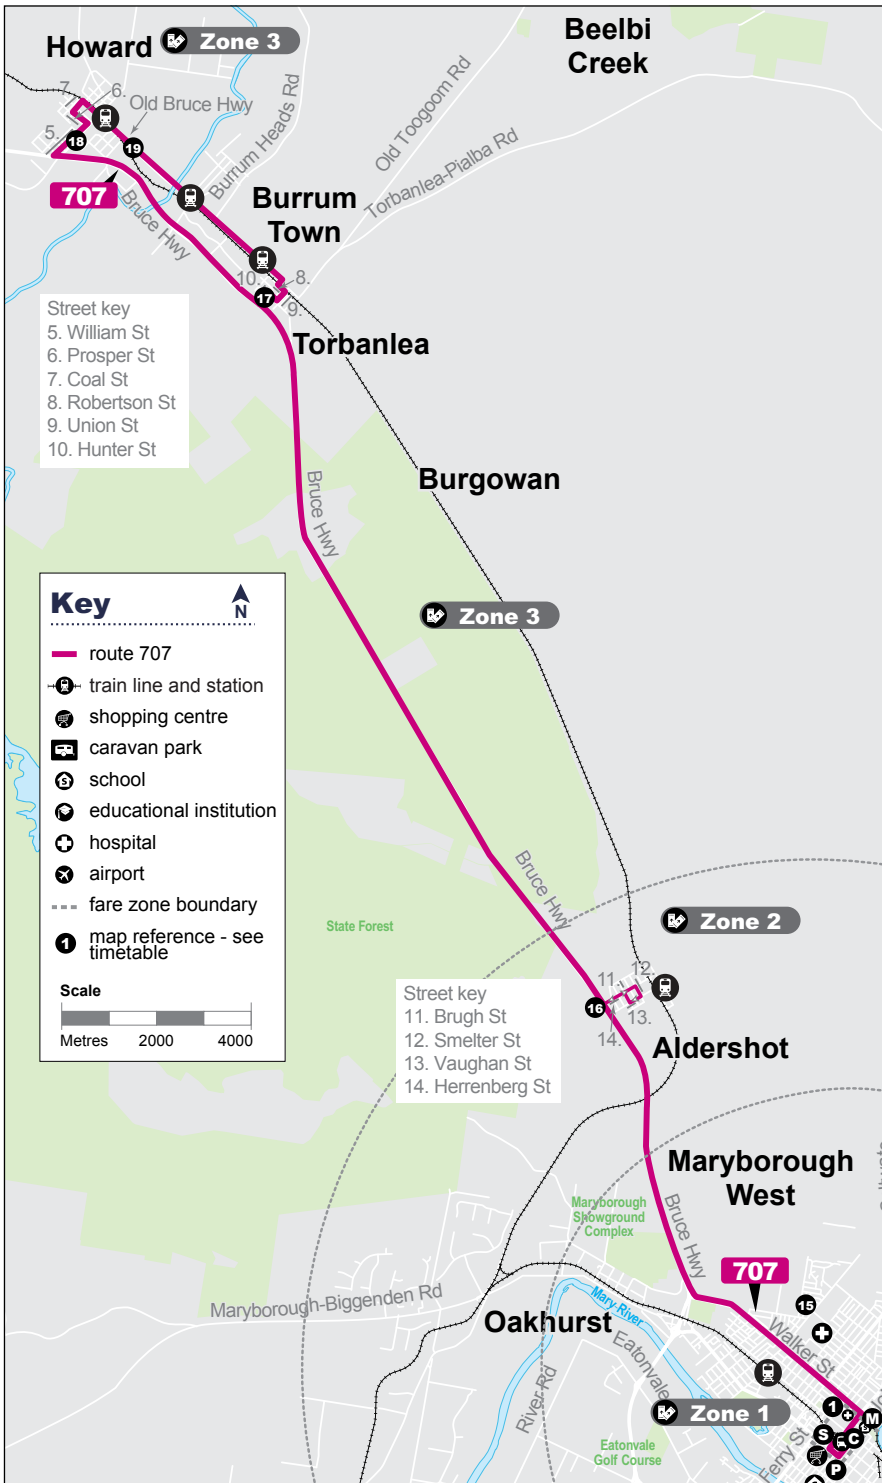 Howard
Zone 3
Beelbi
Creek
7.
6.
Old Bruce Hwy
5.
18
19
Burrum Heads Rd
Old Toogoom Rd
Torbanlea-Pialba Rd
707
Bruce Hwy
Burrum
Town
10.
8.
17
9.
Torbanlea
Street key
5. William St
6. Prosper St
7. Coal St
8. Robertson St
9. Union St
10. Hunter St
Burgowan
Bruce Hwy
Zone 3
Key
N
route 707
train line and station
shopping centre
caravan park
school
educational institution
hospital
airport
fare zone boundary
1 map reference - see
timetable
Scale
Metres 2000 4000
Bruce Hwy
State Forest
Zone 2
Street key
11. Brugh St
12. Smelter St
13. Vaughan St
14. Herrenberg St
11.
12.
16
13.
14.
Aldershot
Maryborough
West
Maryborough
Showground
Complex
Bruce Hwy
707
15
Maryborough-Biggenden Rd
Mary River
Oakhurst
Walker St
Eatonvale
River Rd
Zone 1
1
M
S
C
P
Ferry St
Eatonvale
Golf Course